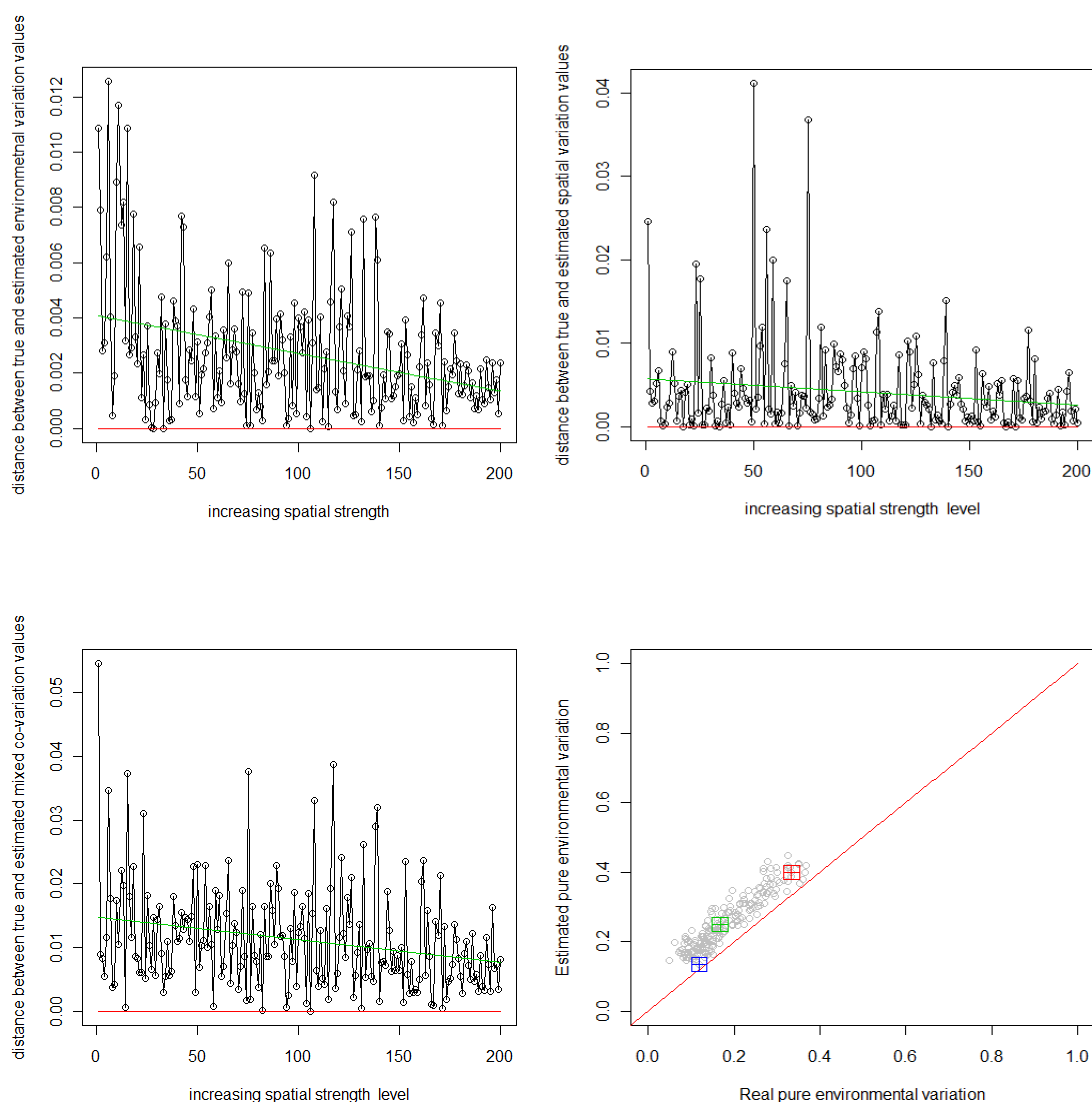 distance between true and estimated environmetnal variation values
0.000 0.002 0.004 0.006 0.008 0.010 0.012
0 50 100 150 200
increasing spatial strength
distance between true and estimated spatial variation values
0.00 0.01 0.02 0.03 0.04
0 50 100 150 200
increasing spatial strength level
distance between true and estimated mixed co-variation values
0.00 0.01 0.02 0.03 0.04 0.05
0 50 100 150 200
increasing spatial strength level
Estimated pure environmental variation
0.0 0.2 0.4 0.6 0.8 1.0
0.0 0.2 0.4 0.6 0.8 1.0
Real pure environmental variation